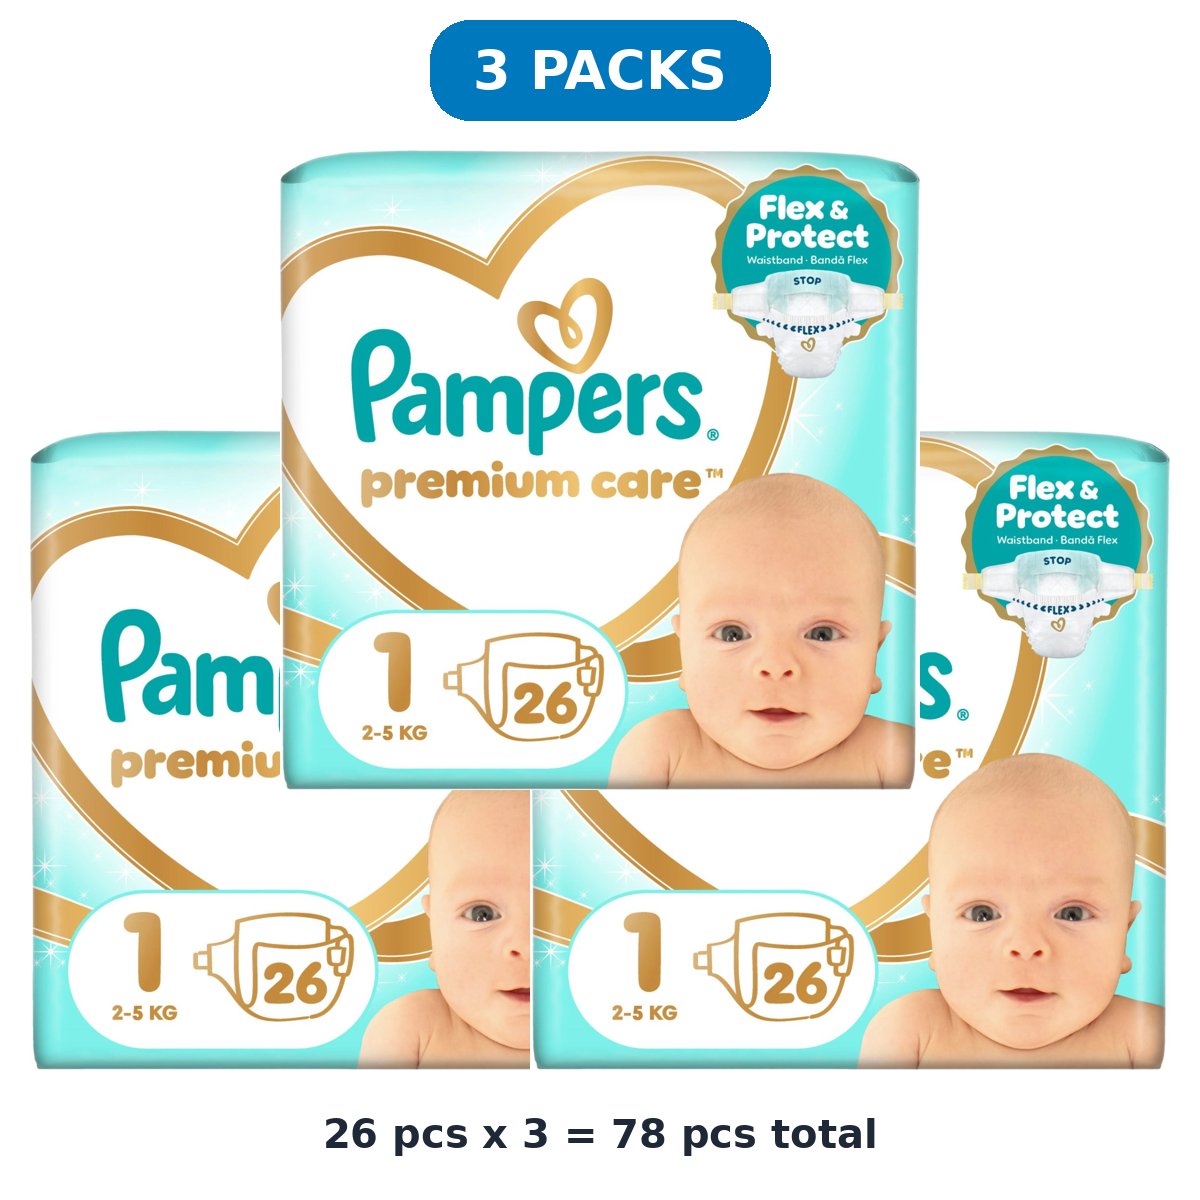 3 PACKS
Flex &
Protect
Waistband · Bandă Flex
STOP
FLEX
Pampers®
premium care™
1
2-5 KG
26
Pam
premiu
1
2-5 KG
26
Flex &
Protect
Waistband · Bandă Flex
STOP
FLEX
s®
e™
1
2-5 KG
26
26 pcs x 3 = 78 pcs total